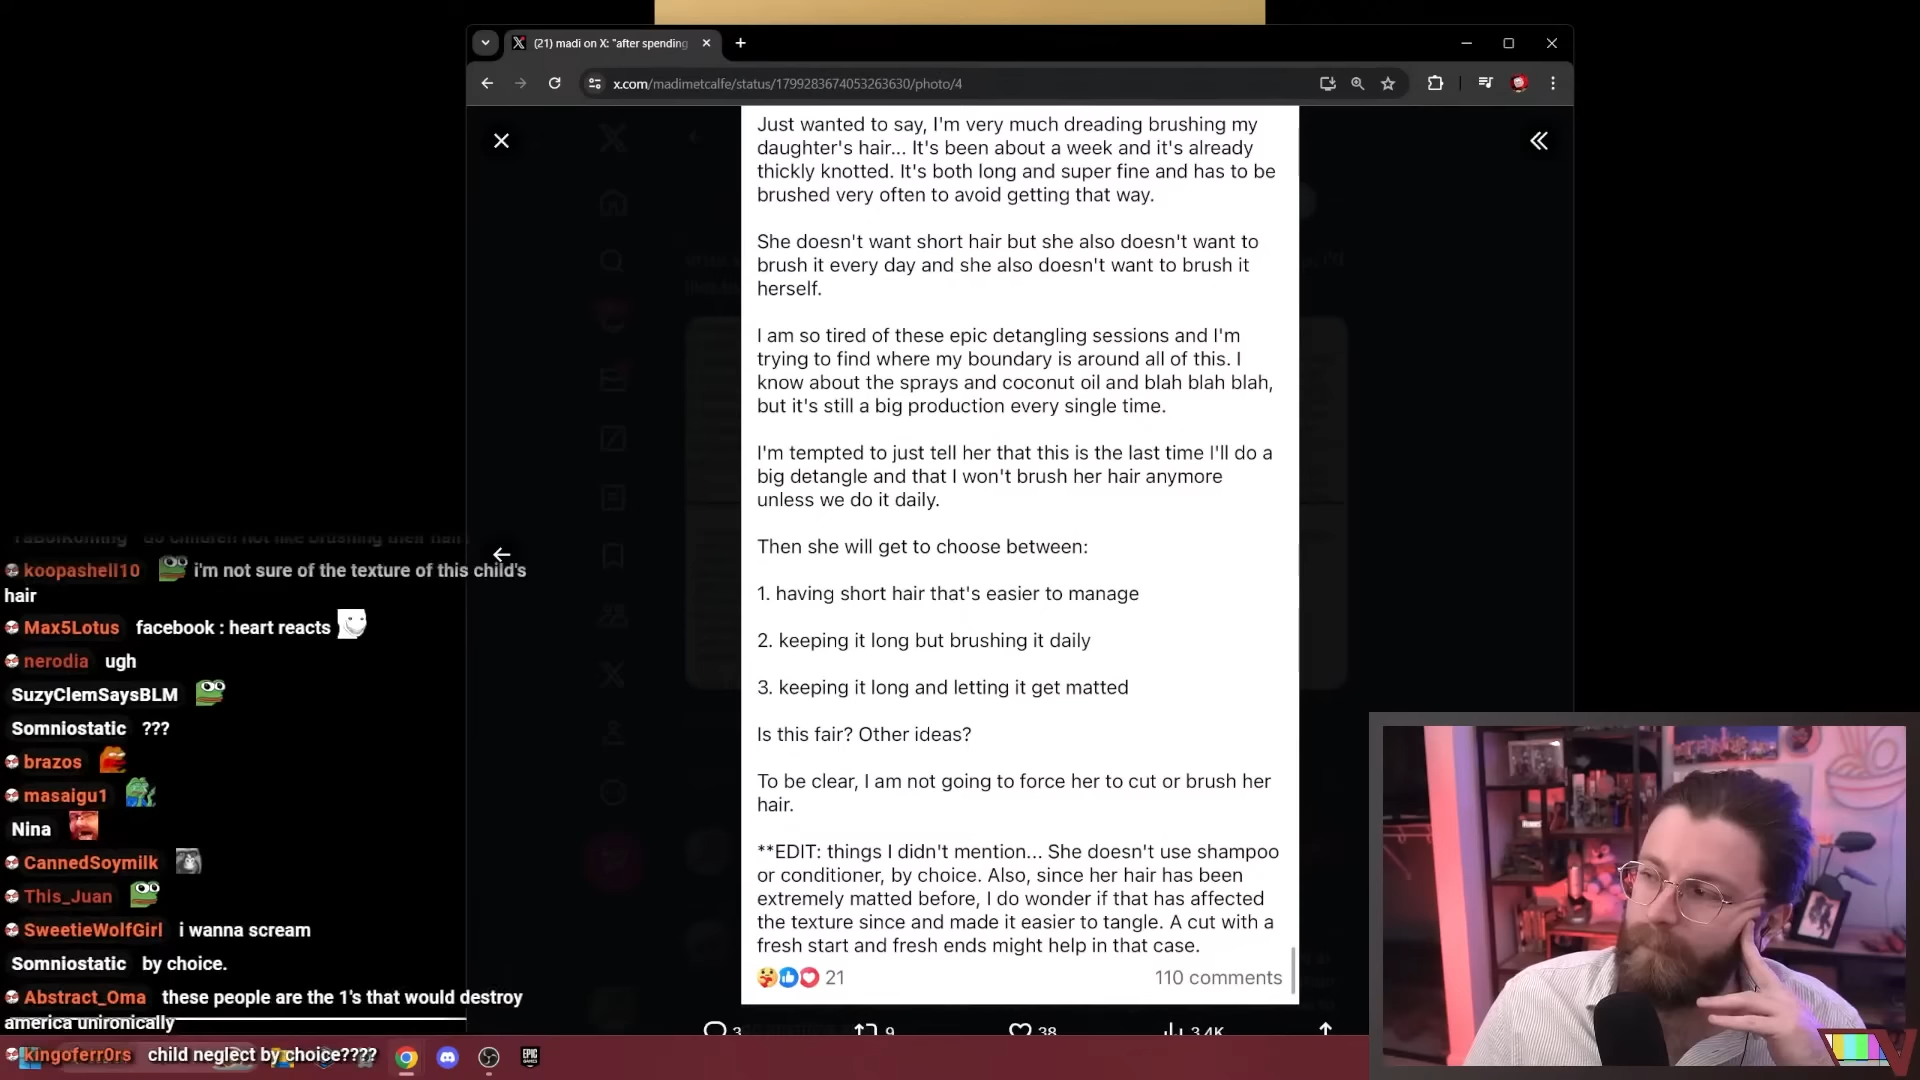 (21) madi on X: "after spending
x.com/madimetcalfe/status/1799283674053263630/photo/4
Just wanted to say, I'm very much dreading brushing my
daughter's hair... It's been about a week and it's already
thickly knotted. It's both long and super fine and has to be
brushed very often to avoid getting that way.
She doesn't want short hair but she also doesn't want to
brush it every day and she also doesn't want to brush it
herself.
I am so tired of these epic detangling sessions and I'm
trying to find where my boundary is around all of this. I
know about the sprays and coconut oil and blah blah blah,
but it's still a big production every single time.
I'm tempted to just tell her that this is the last time I'll do a
big detangle and that I won't brush her hair anymore
unless we do it daily.
Then she will get to choose between:
1. having short hair that's easier to manage
2. keeping it long but brushing it daily
3. keeping it long and letting it get matted
Is this fair? Other ideas?
To be clear, I am not going to force her to cut or brush her
hair.
**EDIT: things I didn't mention... She doesn't use shampoo
or conditioner, by choice. Also, since her hair has been
extremely matted before, I do wonder if that has affected
the texture since and made it easier to tangle. A cut with a
fresh start and fresh ends might help in that case.
21
110 comments
3
9
38
3.4K
do children not like brushing their hair
koopashell10 i'm not sure of the texture of this child's
hair
Max5Lotus facebook : heart reacts
nerodia ugh
SuzyClemSaysBLM
Somniostatic ???
brazos
masaigu1
Nina
CannedSoymilk
This_Juan
SweetieWolfGirl i wanna scream
Somniostatic by choice.
Abstract_Oma these people are the 1's that would destroy
america unironically
kingoferr0rs child neglect by choice????
EPIC
GAMES